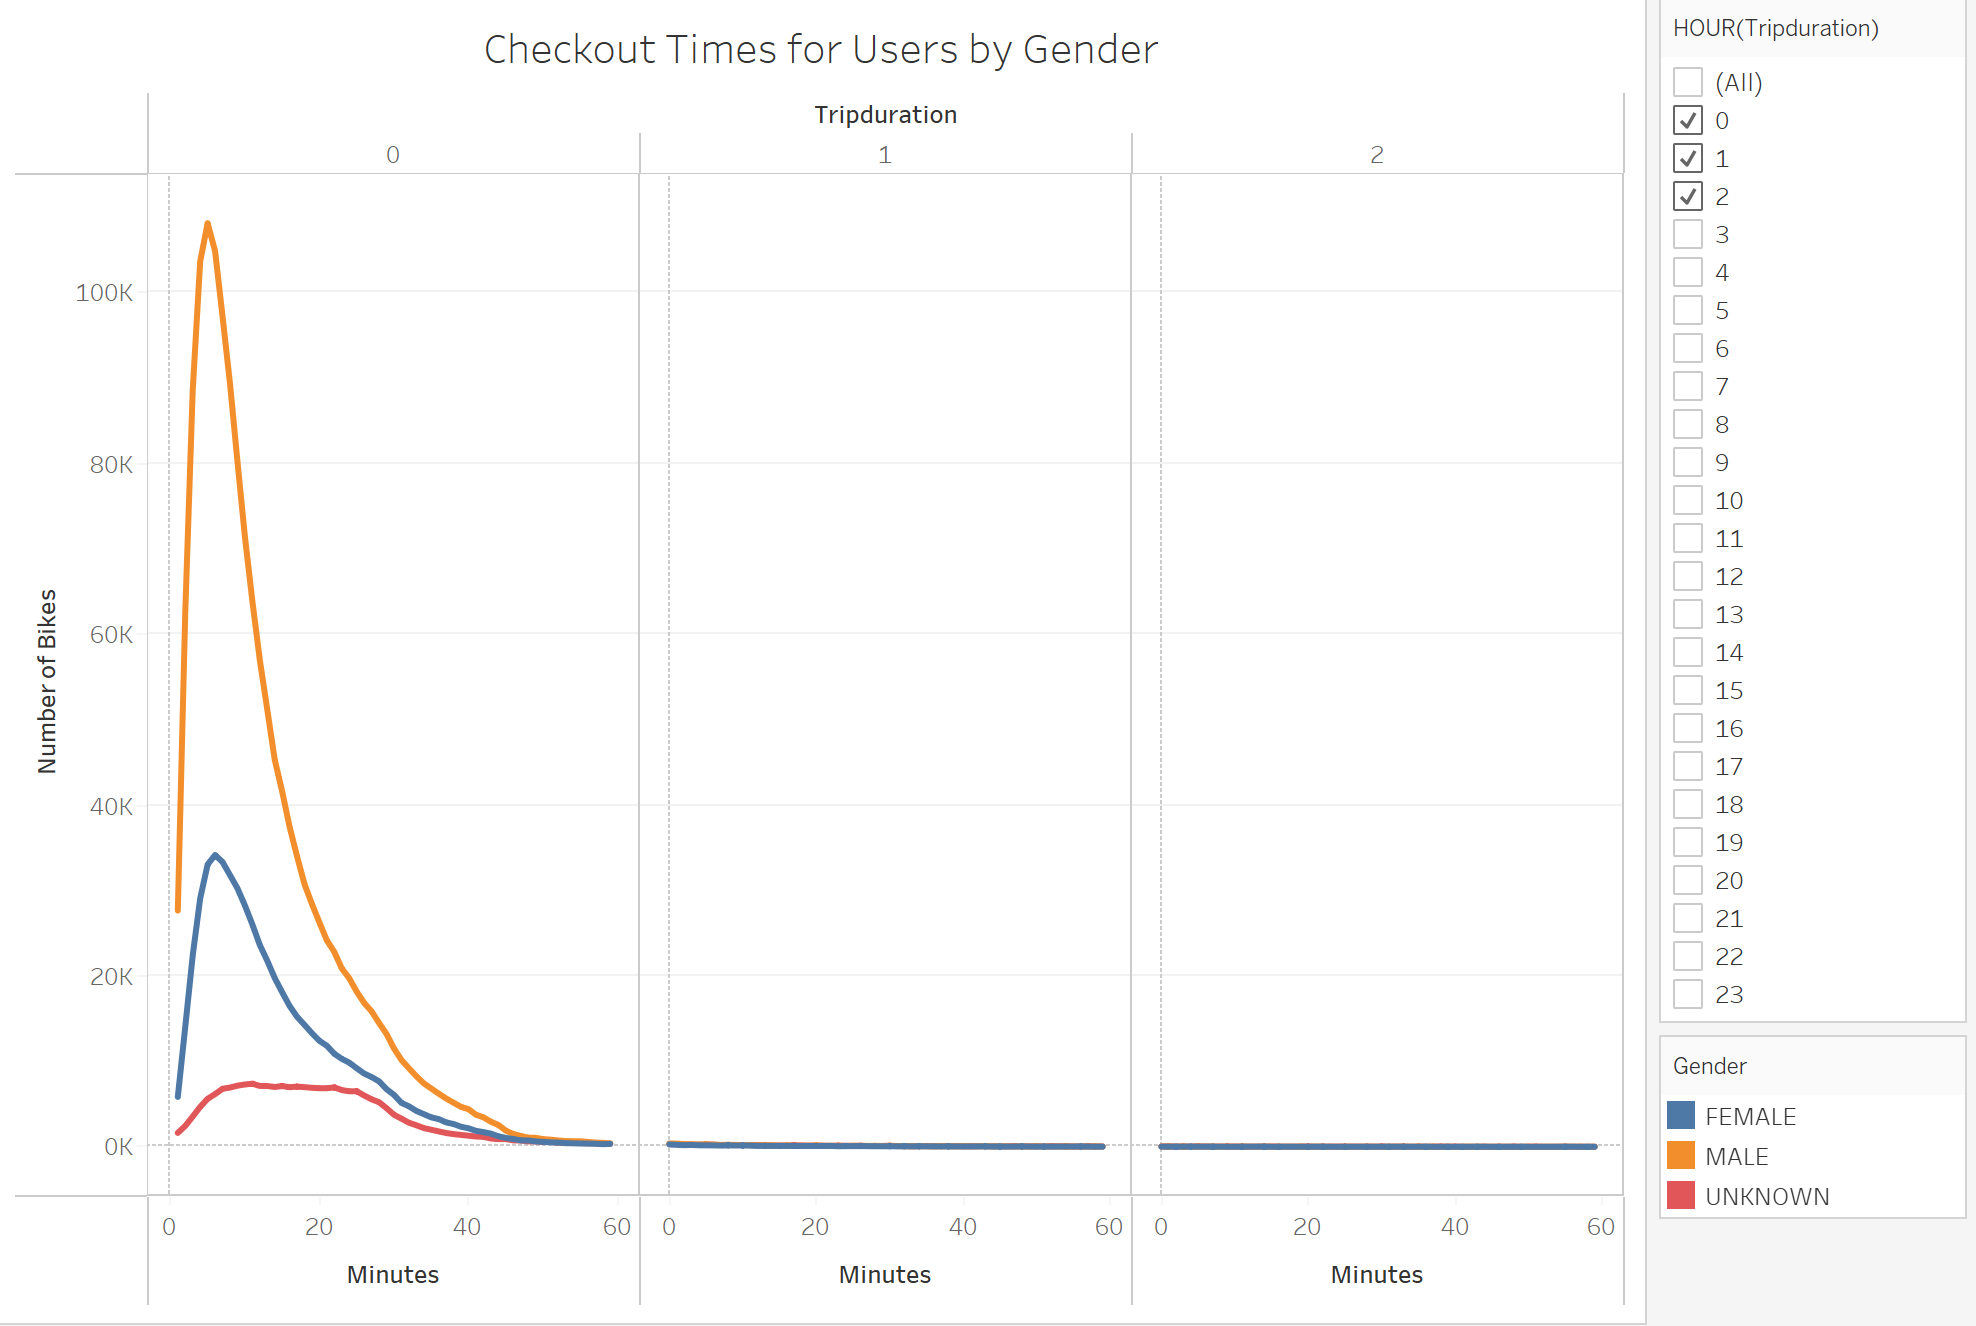 Checkout Times for Users by Gender
Tripduration
0 1 2
100K
80K
60K
40K
20K
0K
Number of Bikes
0 20 40 60 0 20 40 60 0 20 40 60
Minutes Minutes Minutes
HOUR(Tripduration)
(All)
0
1
2
3
4
5
6
7
8
9
10
11
12
13
14
15
16
17
18
19
20
21
22
23
Gender
FEMALE
MALE
UNKNOWN